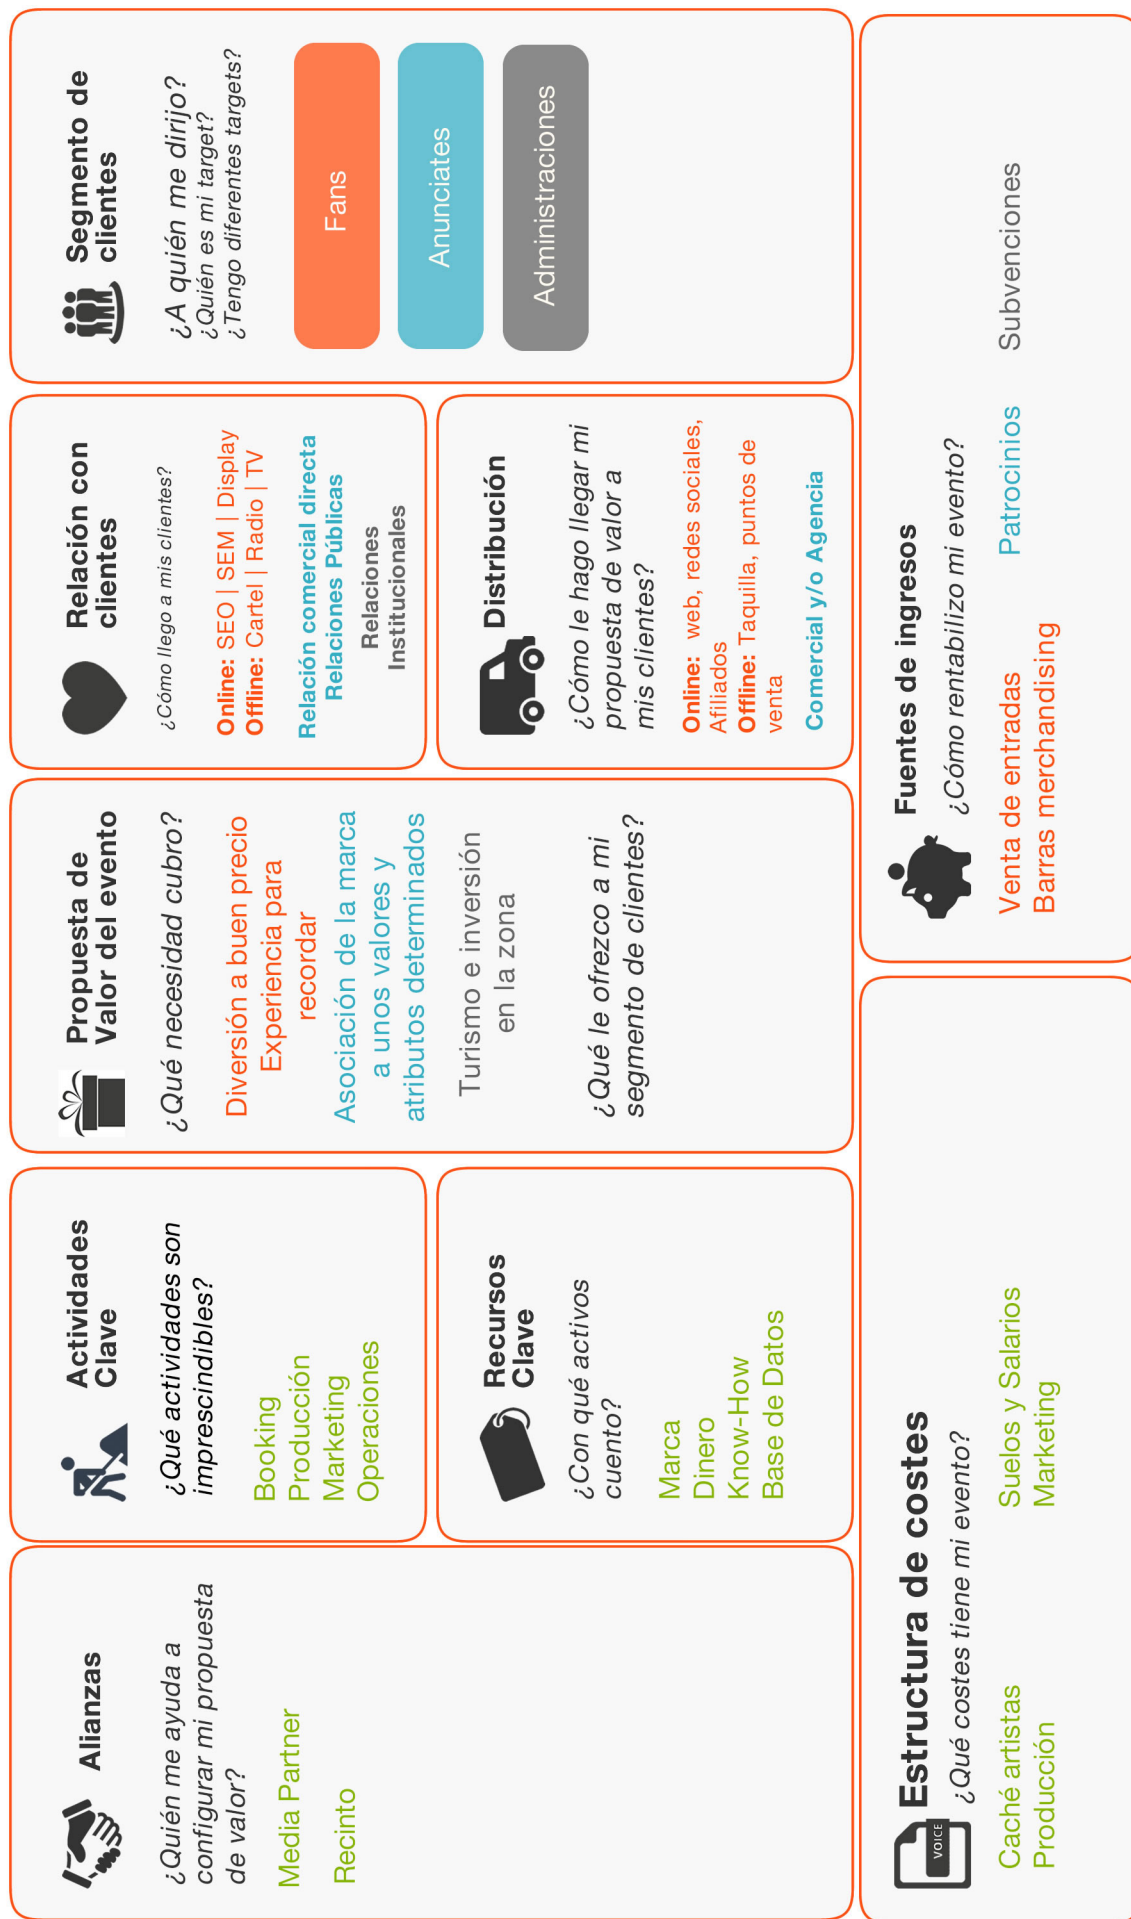 Alianzas
¿Quién me ayuda a
configurar mi propuesta
de valor?
Media Partner
Recinto
Actividades
Clave
¿Qué actividades son
imprescindibles?
Booking
Producción
Marketing
Operaciones
Recursos
Clave
¿Con qué activos
cuento?
Marca
Dinero
Know-How
Base de Datos
Propuesta de
Valor del evento
¿Qué necesidad cubro?
Diversión a buen precio
Experiencia para
recordar
Asociación de la marca
a unos valores y
atributos determinados
Turismo e inversión
en la zona
¿Qué le ofrezco a mi
segmento de clientes?
Relación con
clientes
¿Cómo llego a mis clientes?
Online: SEO | SEM | Display
Offline: Cartel | Radio | TV
Relación comercial directa
Relaciones Públicas
Relaciones
Institucionales
Distribución
¿Cómo le hago llegar mi
propuesta de valor a
mis clientes?
Online: web, redes sociales,
Afiliados
Offline: Taquilla, puntos de
venta
Comercial y/o Agencia
Segmento de
clientes
¿A quién me dirijo?
¿Quién es mi target?
¿Tengo diferentes targets?
Fans
Anunciates
Administraciones
VOICE
Estructura de costes
¿Qué costes tiene mi evento?
Caché artistas
Producción
Suelos y Salarios
Marketing
Fuentes de ingresos
¿Cómo rentabilizo mi evento?
Venta de entradas
Barras merchandising
Patrocinios
Subvenciones